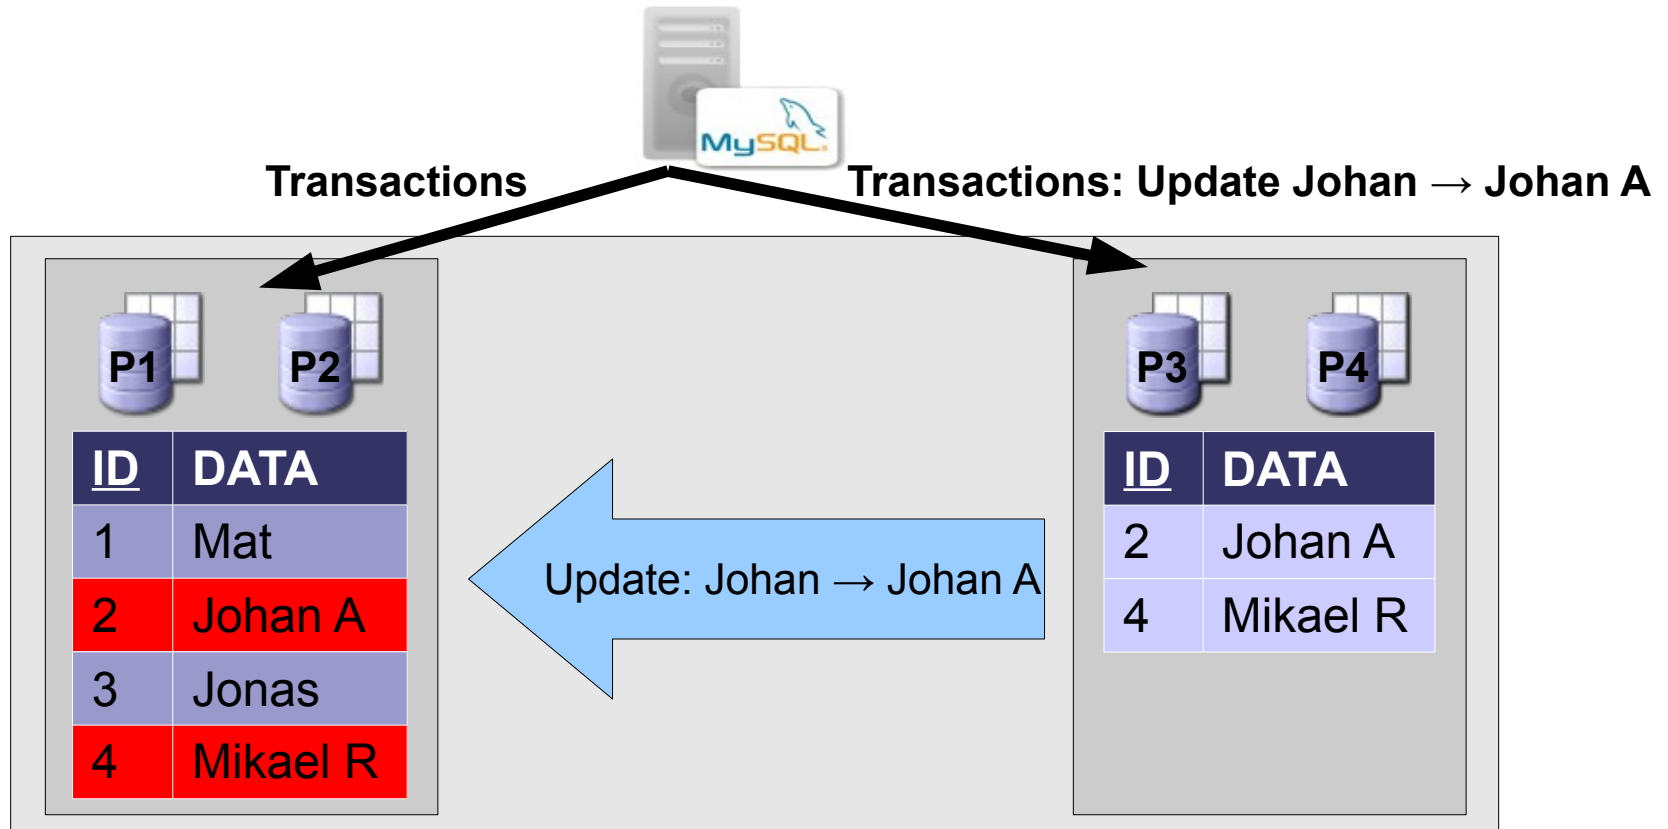 MySQL.
Transactions
Transactions: Update Johan → Johan A
P1 P2
P3 P4
ID DATA
1 Mat
2 Johan A
3 Jonas
4 Mikael R
Update: Johan → Johan A
ID DATA
2 Johan A
4 Mikael R